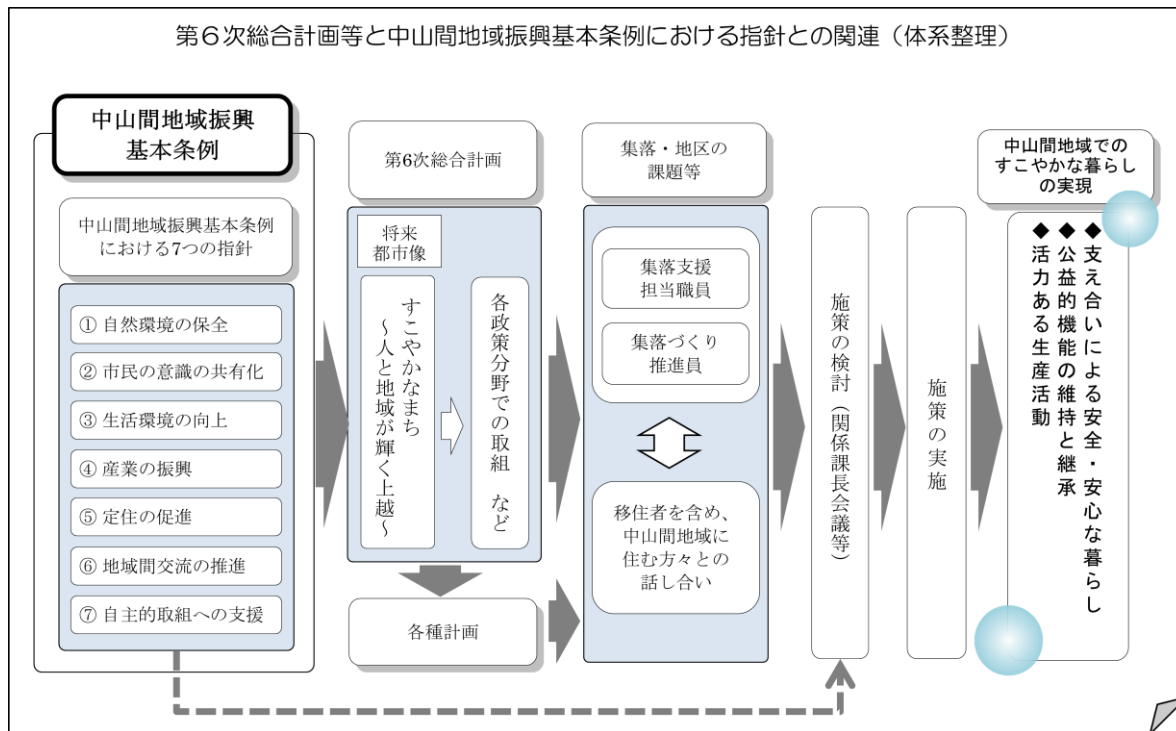 第6次総合計画等と中山間地域振興基本条例における指針との関連（体系整理）
中山間地域振興
基本条例
中山間地域振興基本条例
における7つの指針
① 自然環境の保全
② 市民の意識の共有化
③ 生活環境の向上
④ 産業の振興
⑤ 定住の促進
⑥ 地域間交流の推進
⑦ 自主的取組への支援
第6次総合計画
将来
都市像
すこやかなまち
～人と地域が輝く上越～
各政策分野での取組 など
各種計画
集落・地区の
課題等
集落支援
担当職員
集落づくり
推進員
移住者を含め、
中山間地域に
住む方々との
話し合い
施策の検討（関係課長会議等）
施策の実施
中山間地域での
すこやかな暮らし
の実現
◆支え合いによる安全・安心な暮らし
◆公益的機能の維持と継承
◆活力ある生産活動